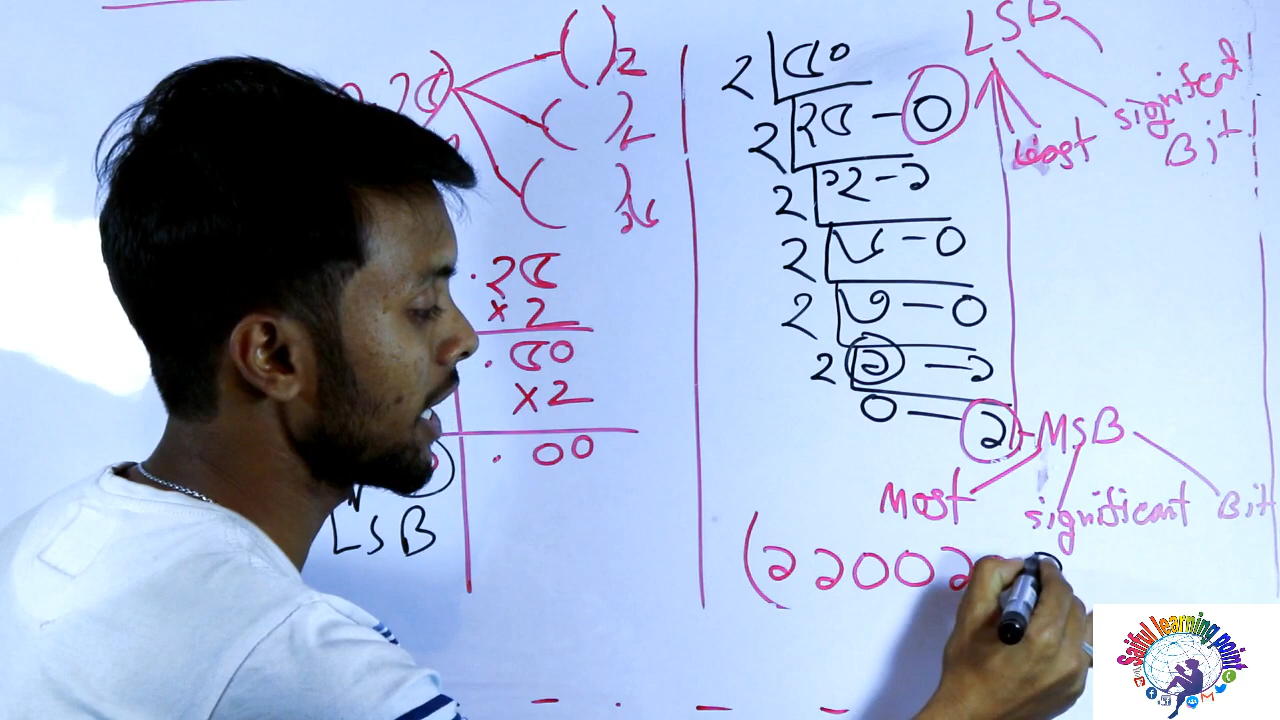 .২৫)
( )২
( )৮
( )১৬
.২৫
×২
.৫০
×২
.০০
LSB
LSB
Least
significant
Bit
২ ৫০
২ ২৫ – ০
২ ১২ – ১
২ ৬ – ০
২ ৩ – ০
২ ১ – ১
০ – ১ – MSB
Most significant Bit
(১১০০১
Saiful learning point